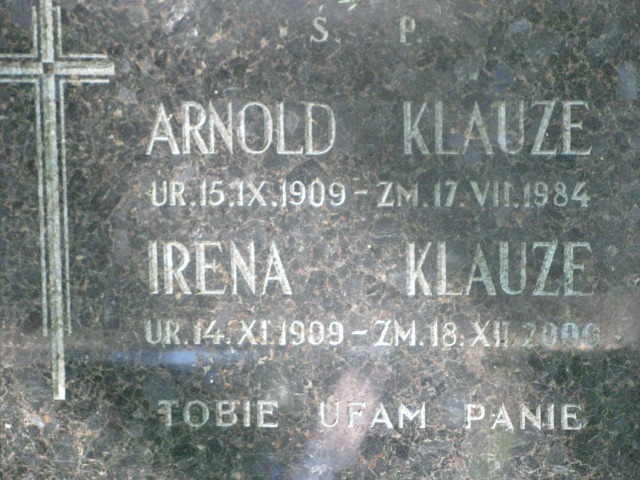 Ś. P.
ARNOLD KLAUZE
UR.15.IX.1909 - ZM.17.VII.1984
IRENA KLAUZE
UR.14.XI.1909 - ZM.18.XII.2000
TOBIE UFAM PANIE